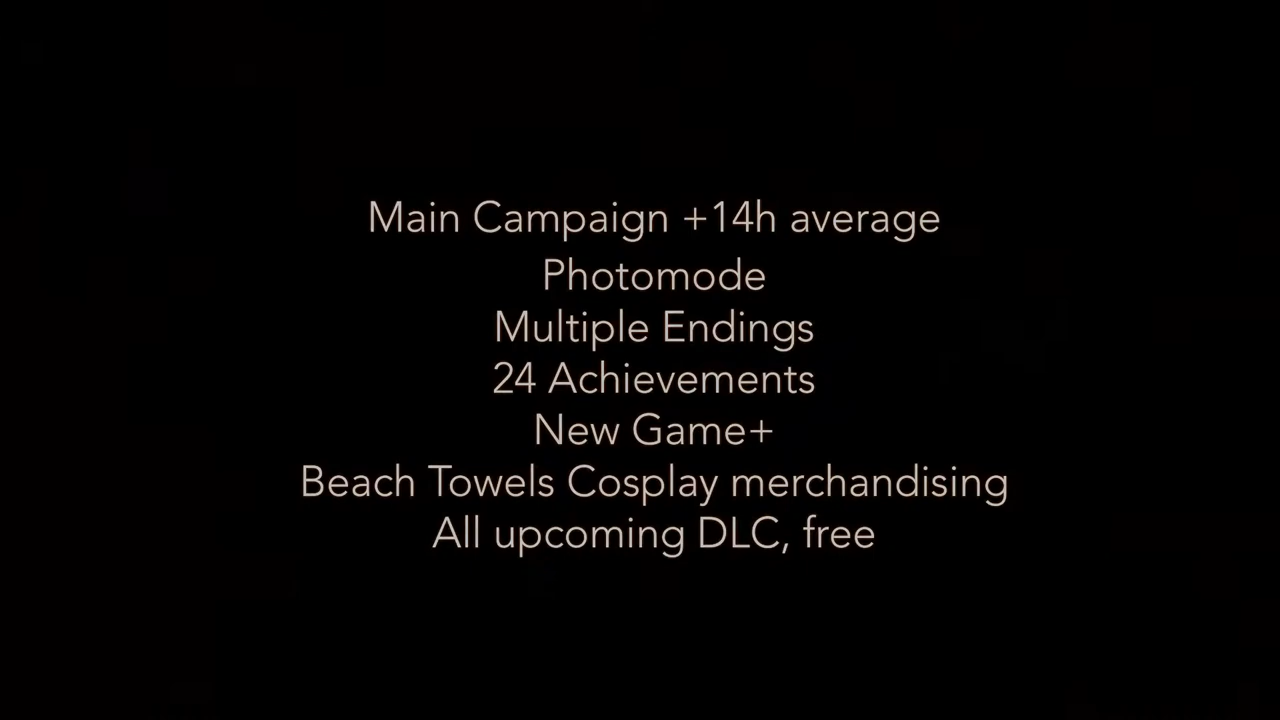 Main Campaign +14h average
Photomode
Multiple Endings
24 Achievements
New Game+
Beach Towels Cosplay merchandising
All upcoming DLC, free